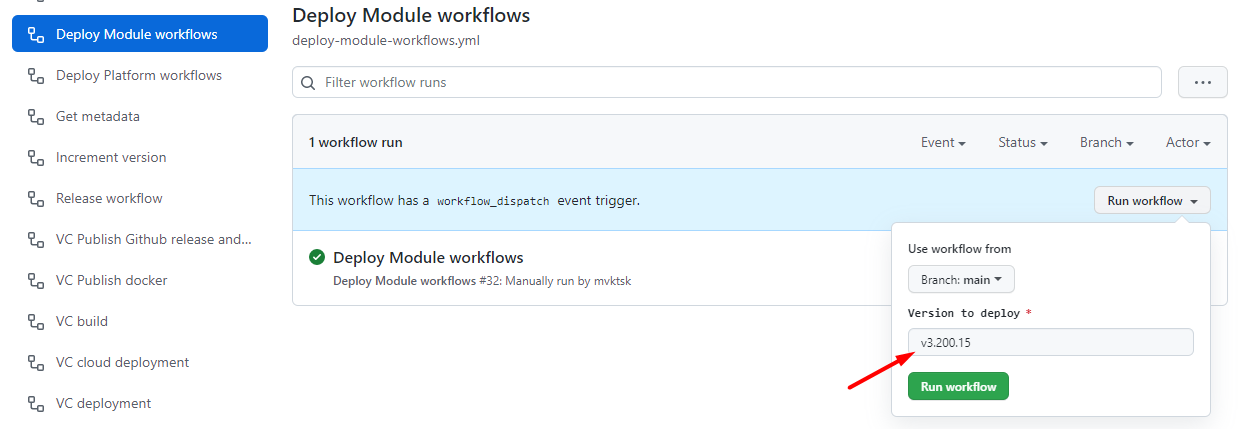 Deploy Module workflows
Deploy Platform workflows
Get metadata
Increment version
Release workflow
VC Publish Github release and...
VC Publish docker
VC build
VC cloud deployment
VC deployment
Deploy Module workflows
deploy-module-workflows.yml
Filter workflow runs
1 workflow run
Event
Status
Branch
Actor
This workflow has a workflow_dispatch event trigger.
Run workflow
Deploy Module workflows
Deploy Module workflows #32: Manually run by mvktsk
Use workflow from
Branch: main
Version to deploy *
v3.200.15
Run workflow